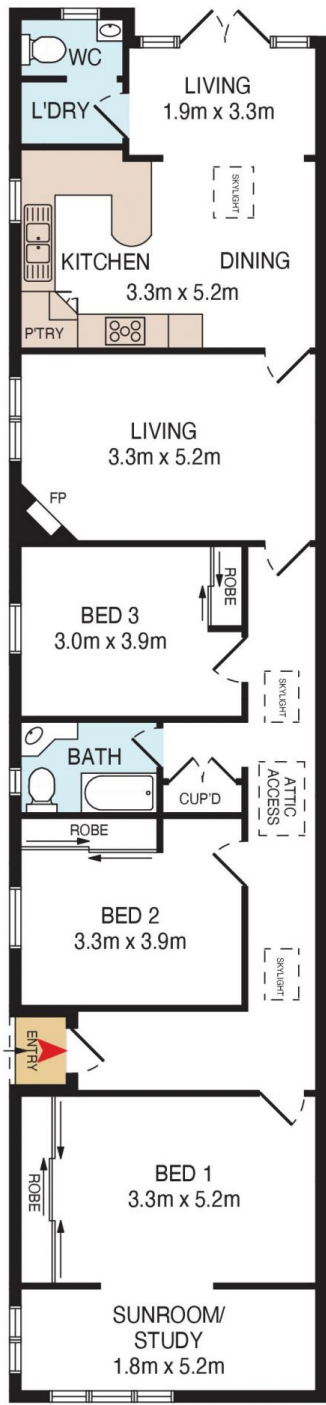 WC
L'DRY
LIVING
1.9m x 3.3m
SKYLIGHT
KITCHEN
DINING
3.3m x 5.2m
P'TRY
LIVING
3.3m x 5.2m
FP
BED 3
3.0m x 3.9m
ROBE
SKYLIGHT
BATH
CUP'D
ATTIC
ACCESS
ROBE
BED 2
3.3m x 3.9m
SKYLIGHT
ENTRY
BED 1
3.3m x 5.2m
ROBE
SUNROOM/
STUDY
1.8m x 5.2m